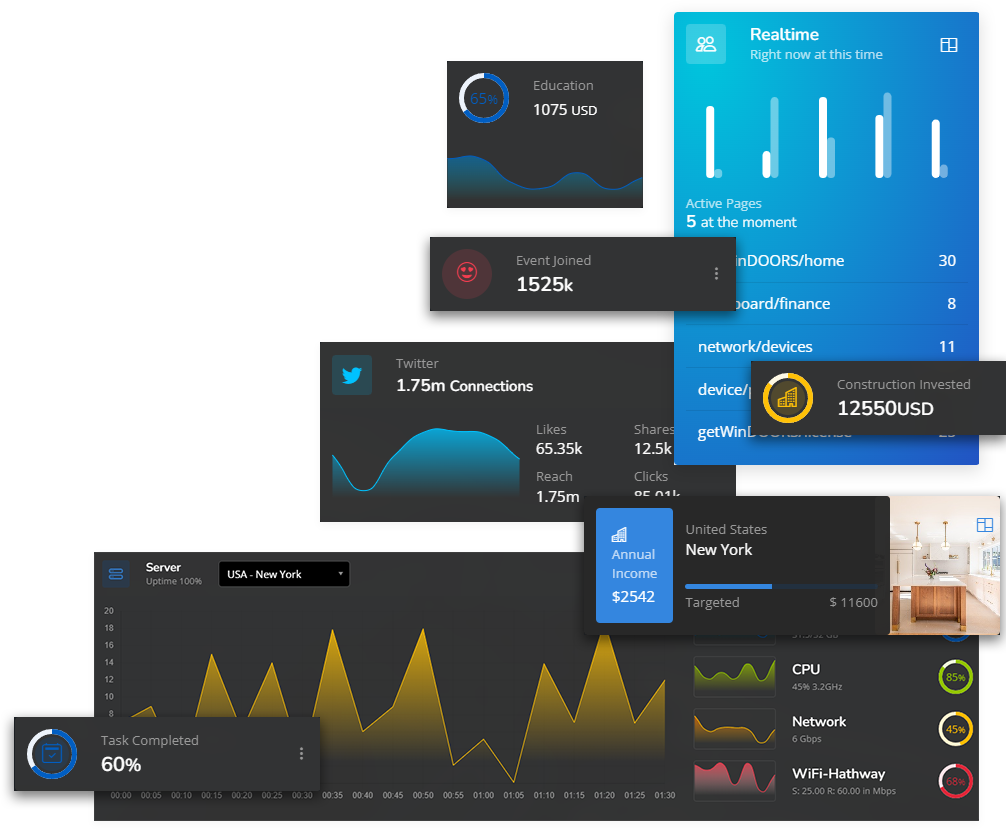 Realtime
Right now at this time
Education
65%
1075 USD
Active Pages
5 at the moment
inDOORS/home 30
board/finance 8
network/devices 11
device/
getWinDOORS/license
Event Joined
1525k
Twitter
1.75m Connections
Likes
65.35k
Shares
12.5k
Reach
1.75m
Clicks
85.01k
Construction Invested
12550USD
Annual
Income
$2542
United States
New York
Targeted $ 11600
Server
Uptime 100%
USA - New York
20
18
16
14
12
10
8
00:00 00:05 00:10 00:15 00:20 00:25 00:30 00:35 00:40 00:45 00:50 00:55 01:00 01:05 01:10 01:15 01:20 01:25 01:30
CPU
45% 3.2GHz
85%
Network
6 Gbps
45%
WiFi-Hathway
S: 25.00 R: 60.00 in Mbps
68%
Task Completed
60%